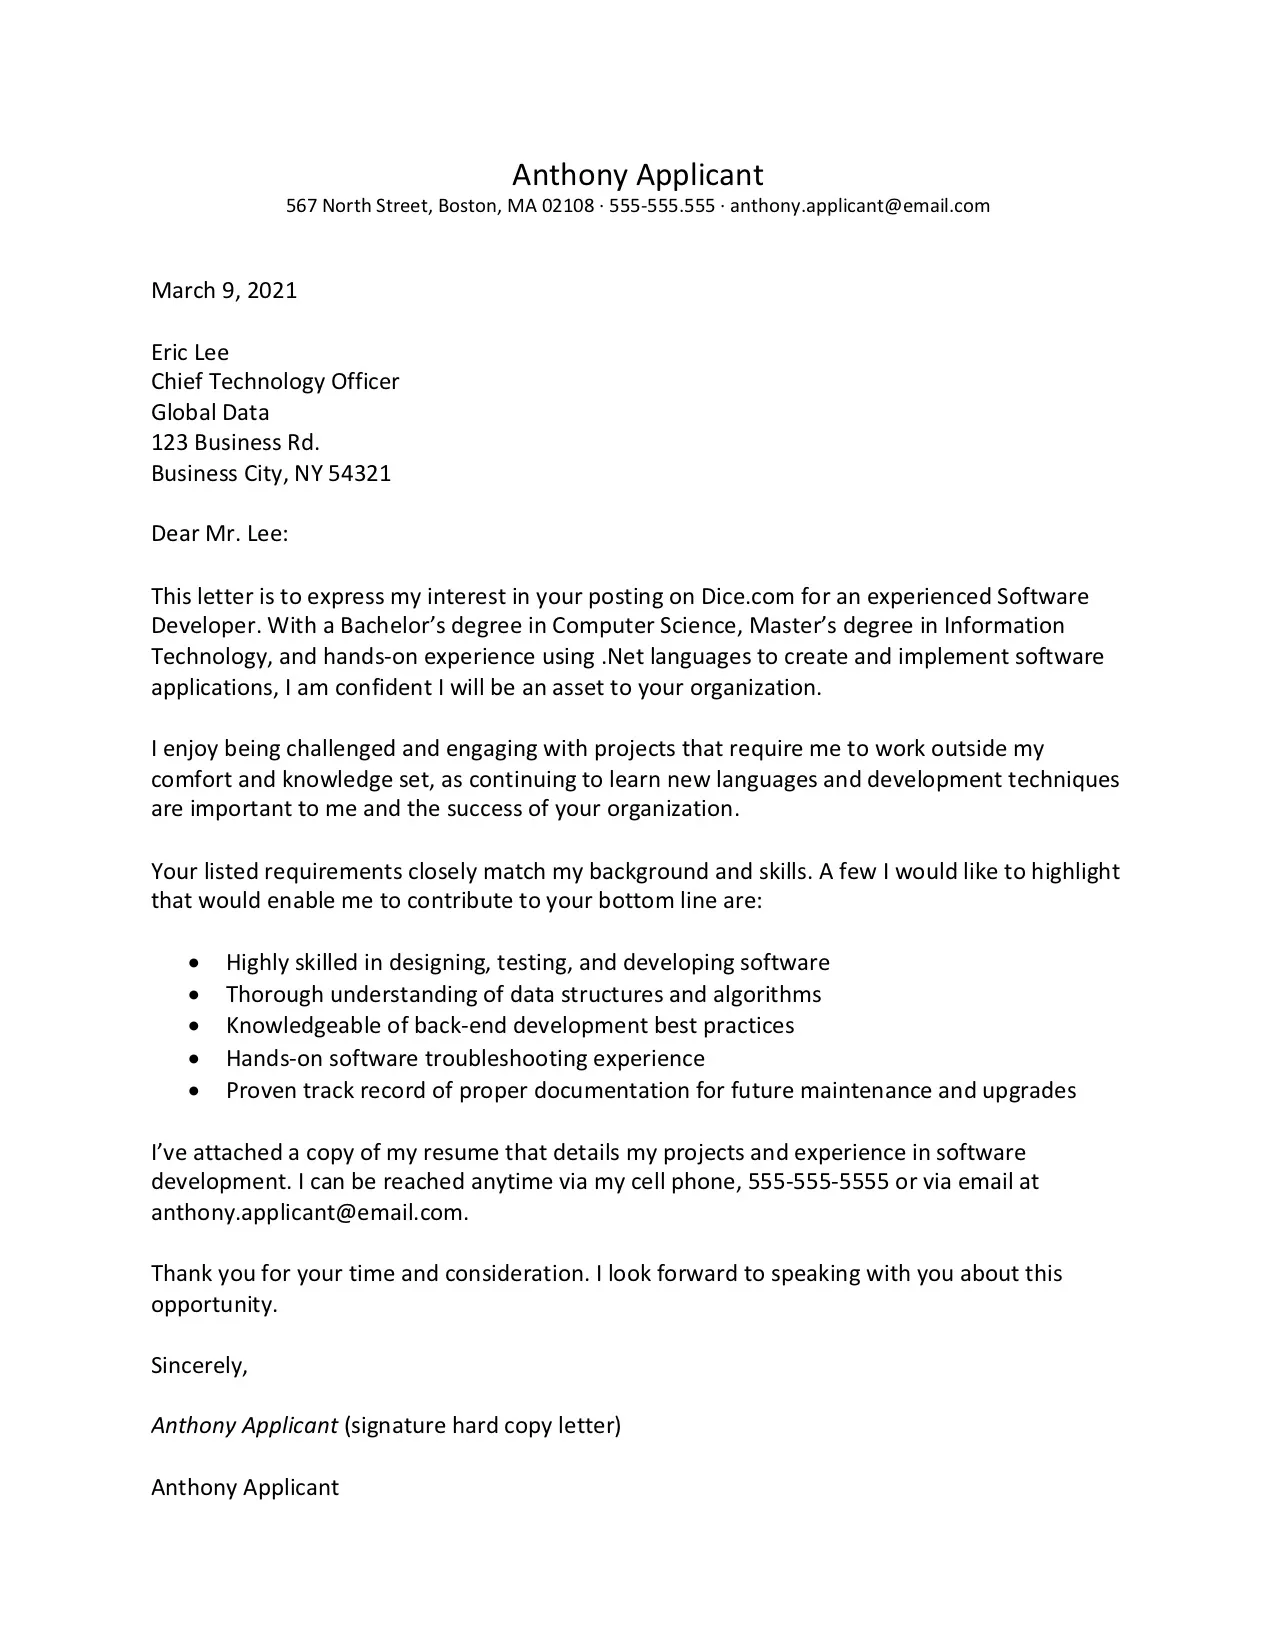 Anthony Applicant
567 North Street, Boston, MA 02108 · 555-555.555 · anthony.applicant@email.com
March 9, 2021
Eric Lee
Chief Technology Officer
Global Data
123 Business Rd.
Business City, NY 54321
Dear Mr. Lee:
This letter is to express my interest in your posting on Dice.com for an experienced Software
Developer. With a Bachelor’s degree in Computer Science, Master’s degree in Information
Technology, and hands-on experience using .Net languages to create and implement software
applications, I am confident I will be an asset to your organization.
I enjoy being challenged and engaging with projects that require me to work outside my
comfort and knowledge set, as continuing to learn new languages and development techniques
are important to me and the success of your organization.
Your listed requirements closely match my background and skills. A few I would like to highlight
that would enable me to contribute to your bottom line are:
• Highly skilled in designing, testing, and developing software
• Thorough understanding of data structures and algorithms
• Knowledgeable of back-end development best practices
• Hands-on software troubleshooting experience
• Proven track record of proper documentation for future maintenance and upgrades
I’ve attached a copy of my resume that details my projects and experience in software
development. I can be reached anytime via my cell phone, 555-555-5555 or via email at
anthony.applicant@email.com.
Thank you for your time and consideration. I look forward to speaking with you about this
opportunity.
Sincerely,
Anthony Applicant (signature hard copy letter)
Anthony Applicant